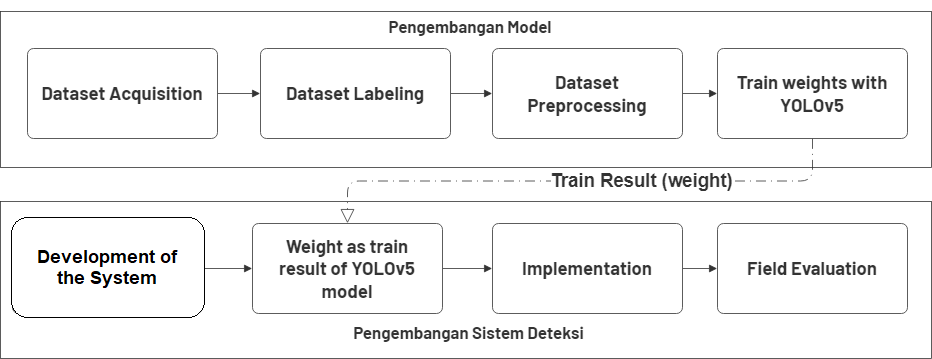 Pengembangan Model
Dataset Acquisition
Dataset Labeling
Dataset
Preprocessing
Train weights with
YOLOv5
Train Result (weight)
Development of
the System
Weight as train
result of YOLOv5
model
Implementation
Field Evaluation
Pengembangan Sistem Deteksi